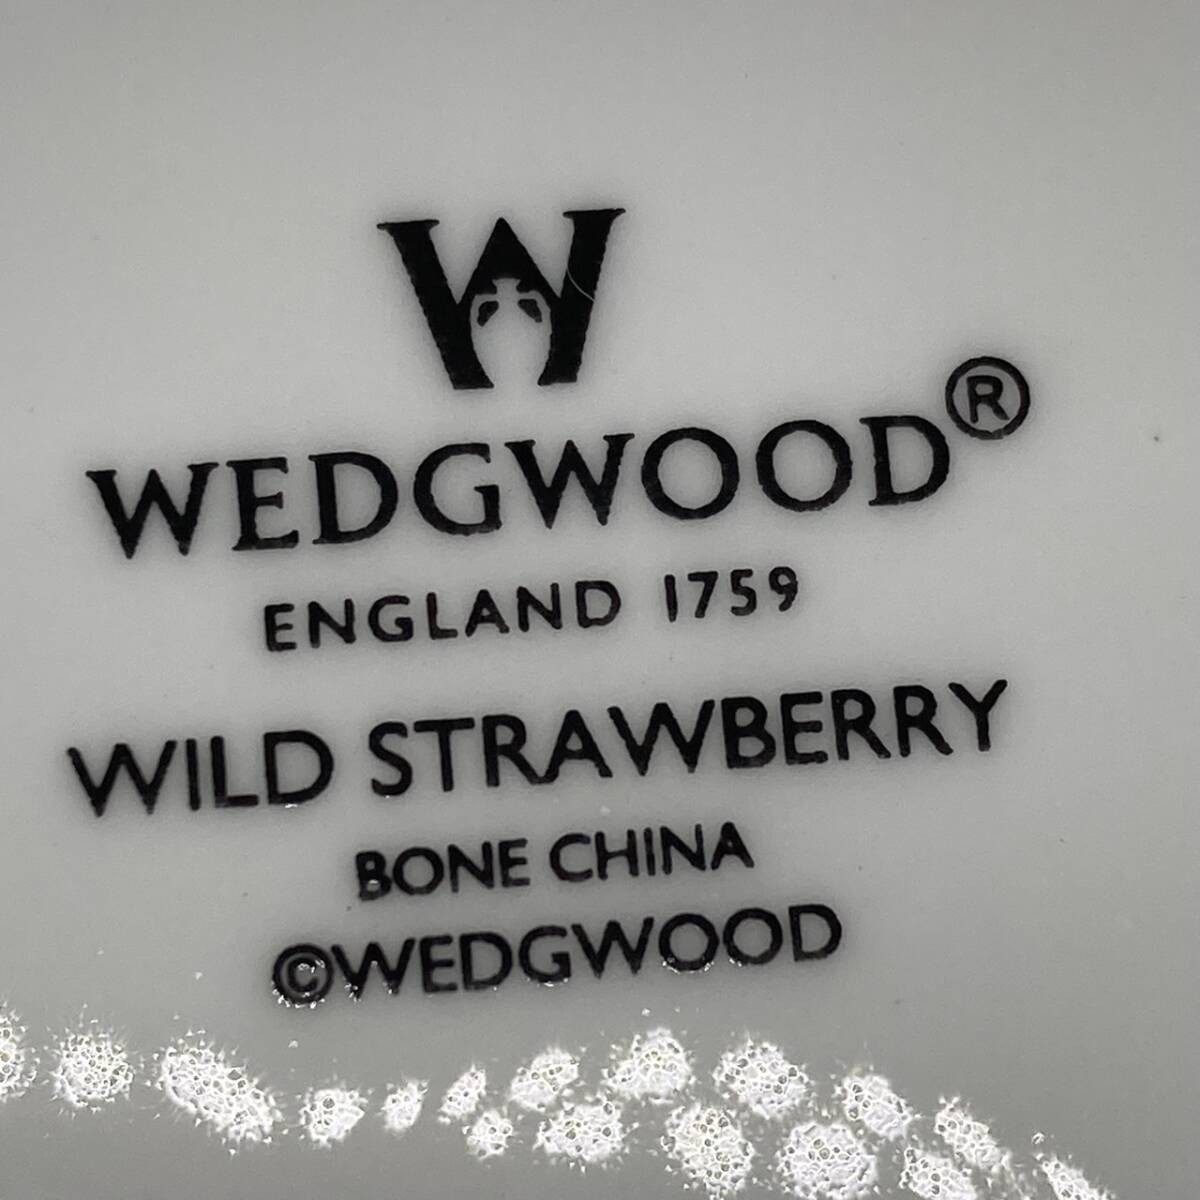 W
WEDGWOOD®
ENGLAND 1759
WILD STRAWBERRY
BONE CHINA
©WEDGWOOD